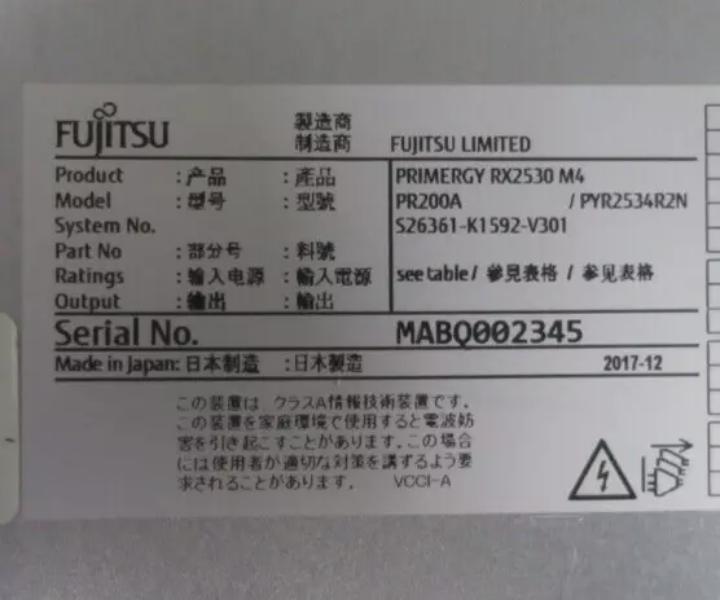 FUJITSU
製造商
制造商 FUJITSU LIMITED
Product :产品 :產品 PRIMERGY RX2530 M4
Model :型号 :型號 PR200A / PYR2534R2N
System No. S26361-K1592-V301
Part No :部分号 :料號
Ratings :输入电源 :輸入電源 see table / 參見表格 / 参见表格
Output :输出 :輸出
Serial No. MABQ002345
Made in Japan: 日本制造 :日本製造 2017-12
この装置は、クラスA情報技術装置です。
この装置を家庭環境で使用すると電波妨
害を引き起こすことがあります。この場合
には使用者が適切な対策を講ずるよう要
求されることがあります。 VCCI-A